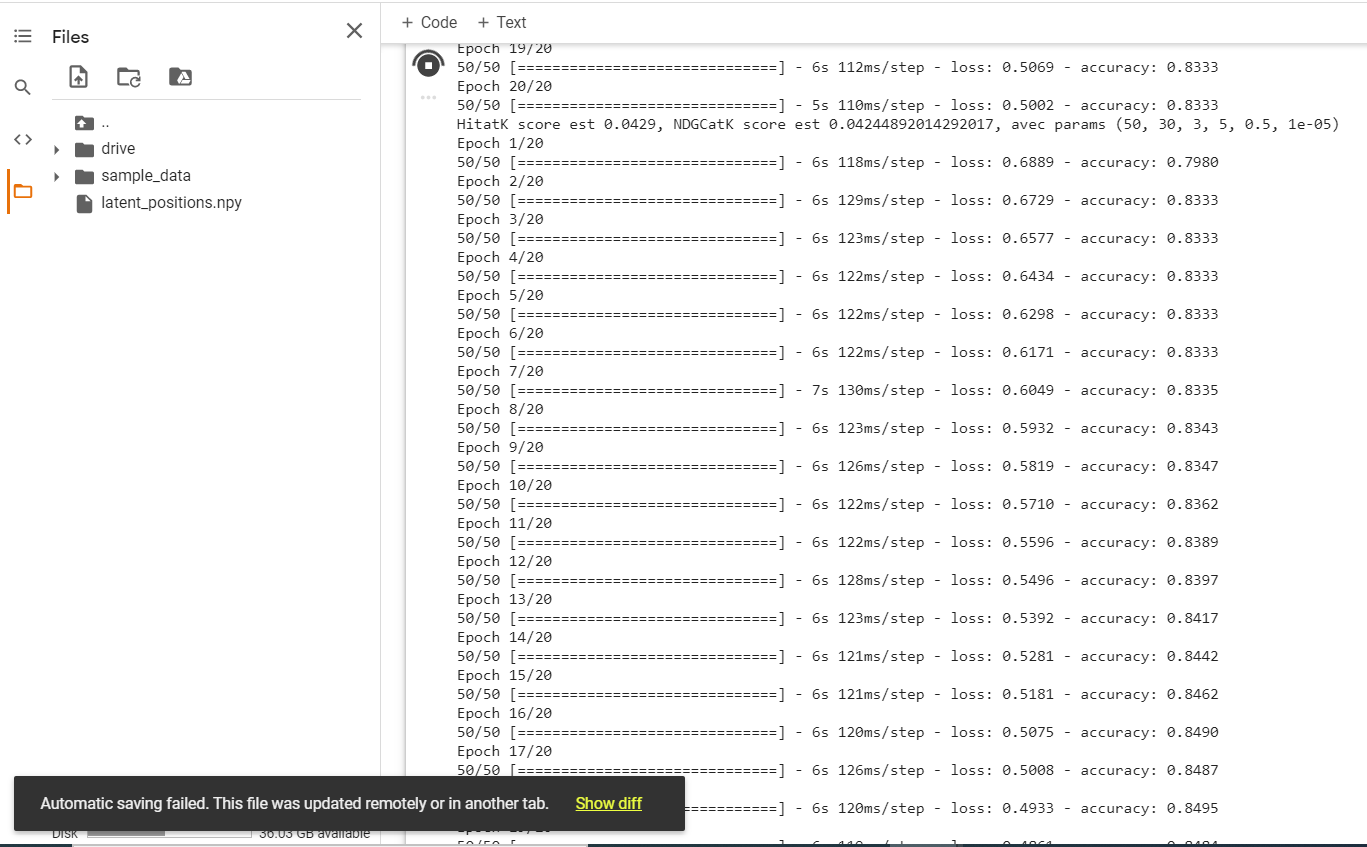 Files
..
drive
sample_data
latent_positions.npy
+ Code + Text
Epoch 19/20
50/50 [==============================] - 6s 112ms/step - loss: 0.5069 - accuracy: 0.8333
Epoch 20/20
50/50 [==============================] - 5s 110ms/step - loss: 0.5002 - accuracy: 0.8333
HitatK score est 0.0429, NDGCatK score est 0.04244892014292017, avec params (50, 30, 3, 5, 0.5, 1e-05)
Epoch 1/20
50/50 [==============================] - 6s 118ms/step - loss: 0.6889 - accuracy: 0.7980
Epoch 2/20
50/50 [==============================] - 6s 129ms/step - loss: 0.6729 - accuracy: 0.8333
Epoch 3/20
50/50 [==============================] - 6s 123ms/step - loss: 0.6577 - accuracy: 0.8333
Epoch 4/20
50/50 [==============================] - 6s 122ms/step - loss: 0.6434 - accuracy: 0.8333
Epoch 5/20
50/50 [==============================] - 6s 122ms/step - loss: 0.6298 - accuracy: 0.8333
Epoch 6/20
50/50 [==============================] - 6s 122ms/step - loss: 0.6171 - accuracy: 0.8333
Epoch 7/20
50/50 [==============================] - 7s 130ms/step - loss: 0.6049 - accuracy: 0.8335
Epoch 8/20
50/50 [==============================] - 6s 123ms/step - loss: 0.5932 - accuracy: 0.8343
Epoch 9/20
50/50 [==============================] - 6s 126ms/step - loss: 0.5819 - accuracy: 0.8347
Epoch 10/20
50/50 [==============================] - 6s 122ms/step - loss: 0.5710 - accuracy: 0.8362
Epoch 11/20
50/50 [==============================] - 6s 122ms/step - loss: 0.5596 - accuracy: 0.8389
Epoch 12/20
50/50 [==============================] - 6s 128ms/step - loss: 0.5496 - accuracy: 0.8397
Epoch 13/20
50/50 [==============================] - 6s 123ms/step - loss: 0.5392 - accuracy: 0.8417
Epoch 14/20
50/50 [==============================] - 6s 121ms/step - loss: 0.5281 - accuracy: 0.8442
Epoch 15/20
50/50 [==============================] - 6s 121ms/step - loss: 0.5181 - accuracy: 0.8462
Epoch 16/20
50/50 [==============================] - 6s 120ms/step - loss: 0.5075 - accuracy: 0.8490
Epoch 17/20
50/50 [==============================] - 6s 126ms/step - loss: 0.5008 - accuracy: 0.8487
===========] - 6s 120ms/step - loss: 0.4933 - accuracy: 0.8495
Automatic saving failed. This file was updated remotely or in another tab. Show diff
Disk 36.03 GB available